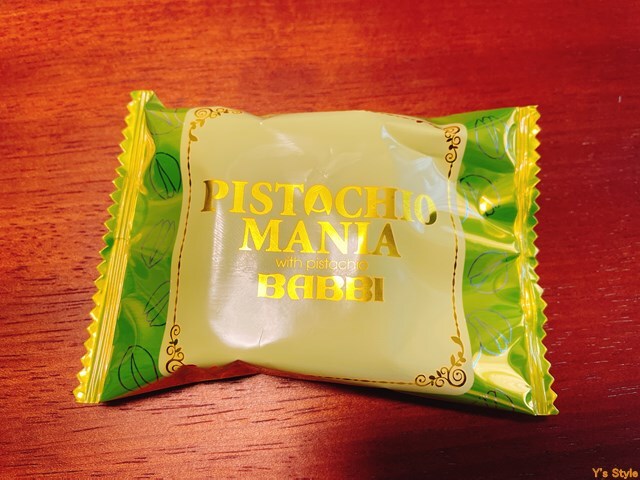 PISTACHIO
MANIA
with pistachio
BABBI
Y's Style